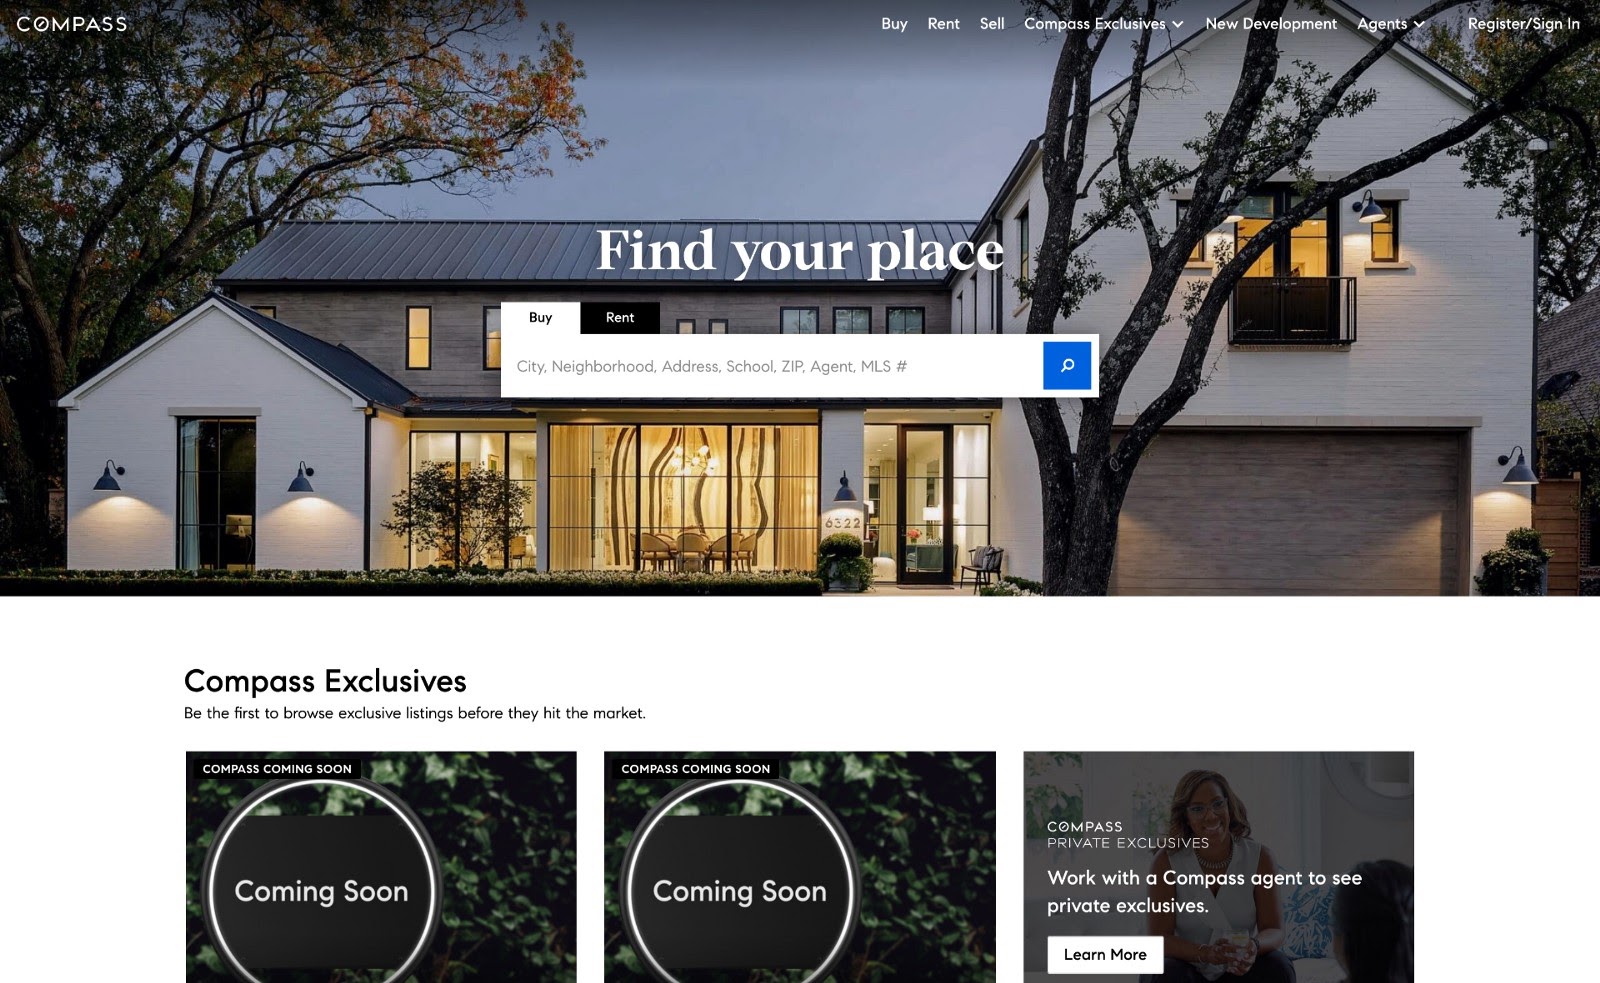 COMPASS
Buy Rent Sell Compass Exclusives New Development Agents Register/Sign In
Find your place
Buy Rent
City, Neighborhood, Address, School, ZIP, Agent, MLS #
6322
Compass Exclusives
Be the first to browse exclusive listings before they hit the market.
COMPASS COMING SOON
Coming Soon
COMPASS COMING SOON
Coming Soon
COMPASS
PRIVATE EXCLUSIVES
Work with a Compass agent to see
private exclusives.
Learn More